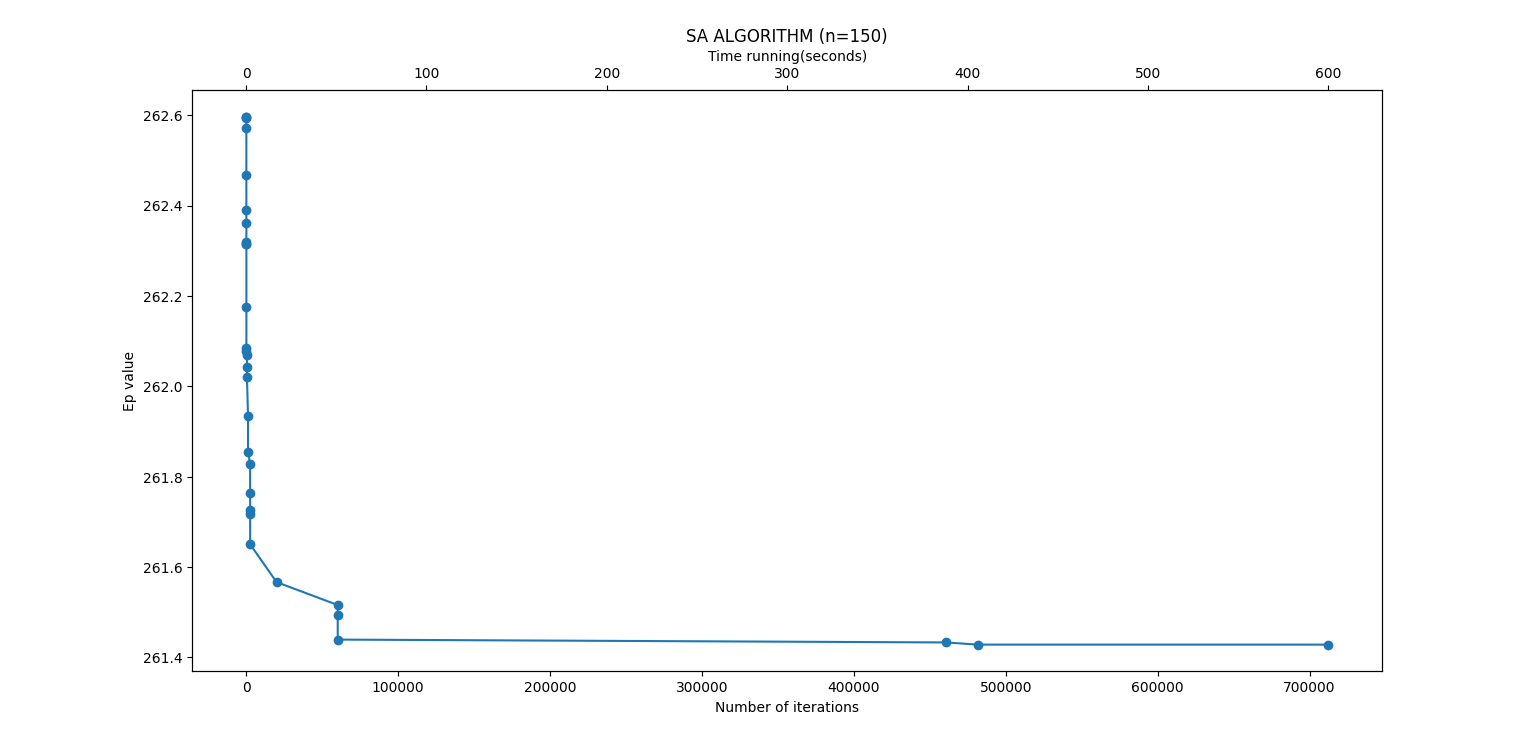 SA ALGORITHM (n=150)
Time running(seconds)
0 100 200 300 400 500 600
262.6
262.4
262.2
262.0
261.8
261.6
261.4
Ep value
0 100000 200000 300000 400000 500000 600000 700000
Number of iterations